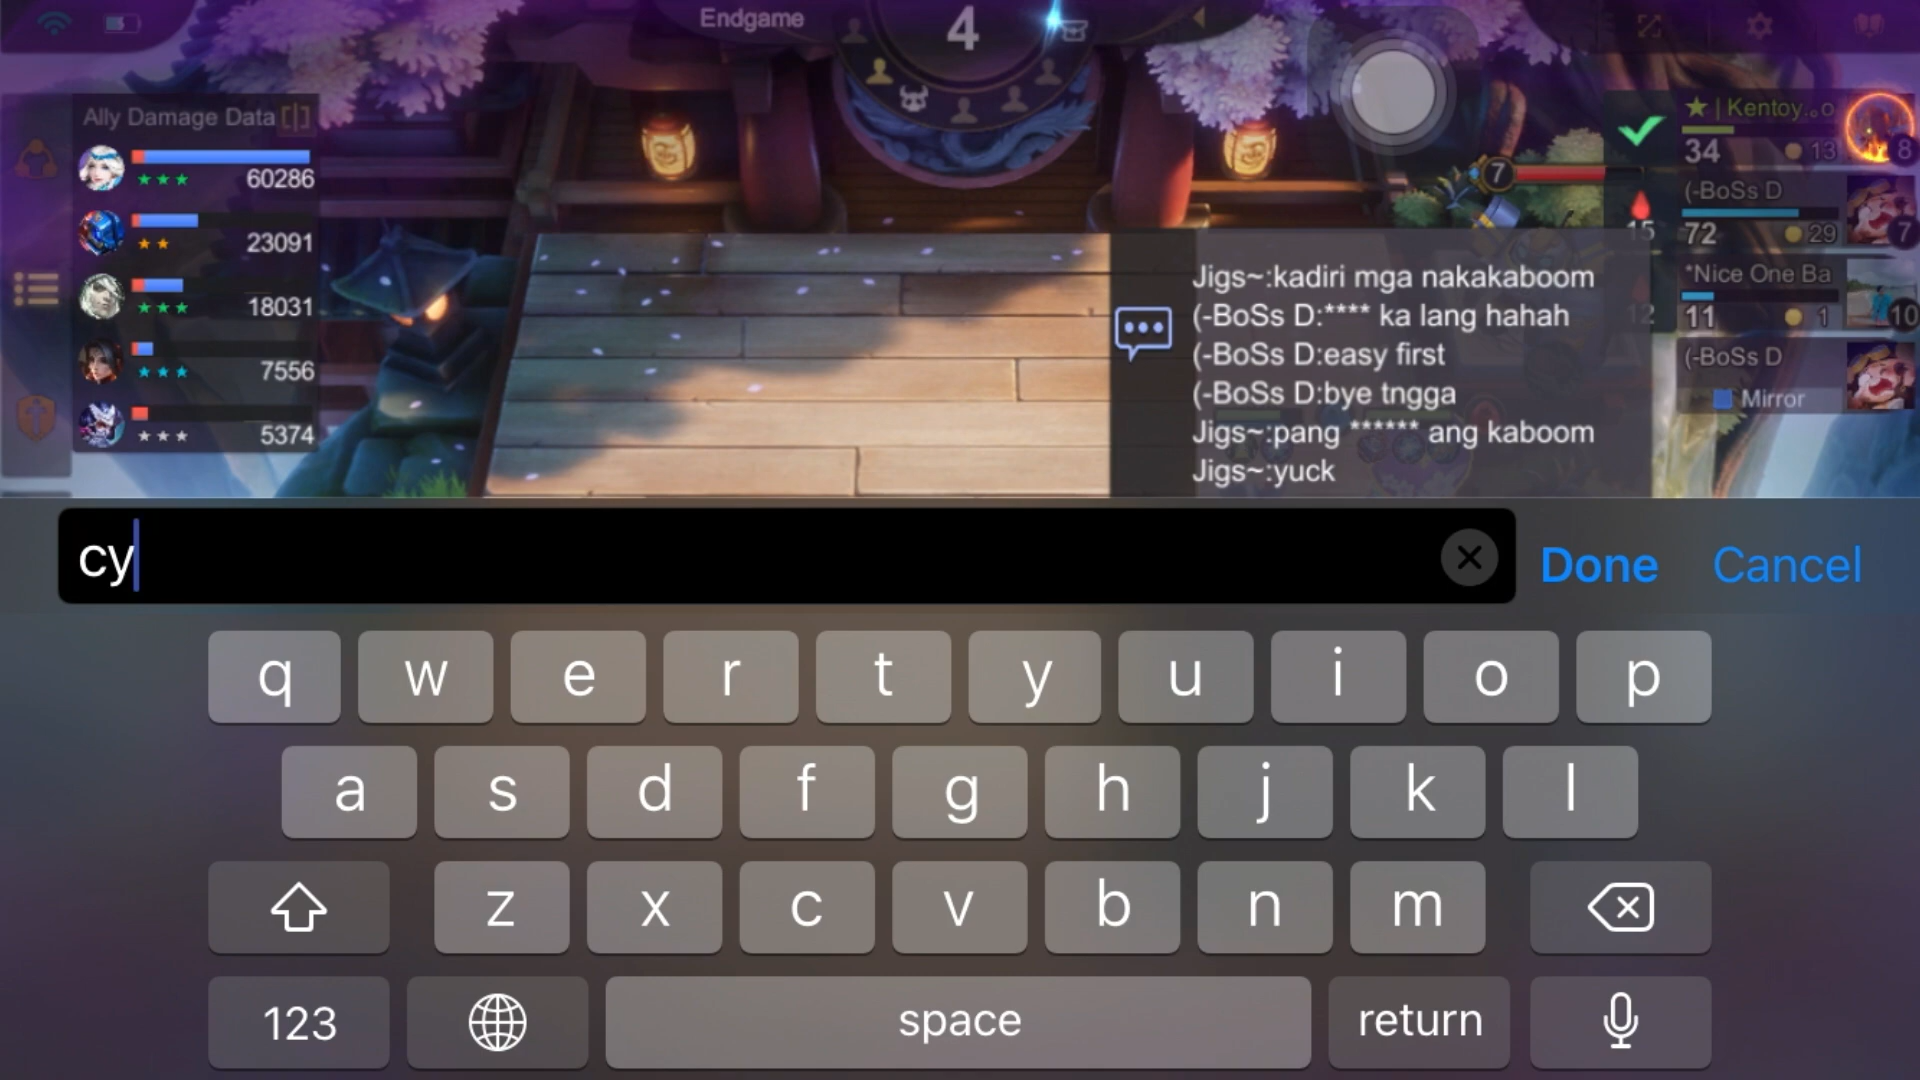 Endgame
4
Ally Damage Data
60286
23091
18031
7556
5374
7
15
12
★ | Kentoy.。o
34
13
8
(-BoSs D
72
29
7
*Nice One Ba
11
1
10
(-BoSs D
Mirror
Jigs~:kadiri mga nakakaboom
(-BoSs D:**** ka lang hahah
(-BoSs D:easy first
(-BoSs D:bye tngga
Jigs~:pang ****** ang kaboom
Jigs~:yuck
cy
Done
Cancel
q w e r t y u i o p
a s d f g h j k l
z x c v b n m
123
space
return